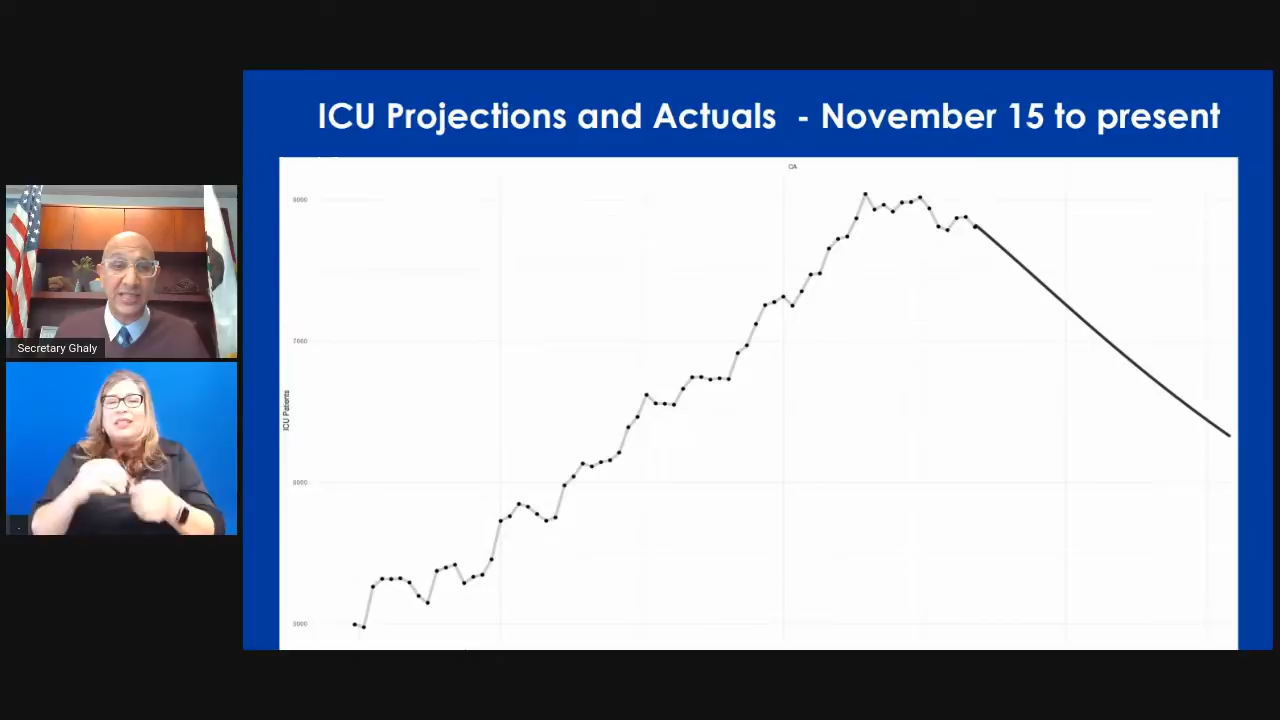 ICU Projections and Actuals - November 15 to present
CA
8000
7000
6000
5000
ICU Patients
Secretary Ghaly